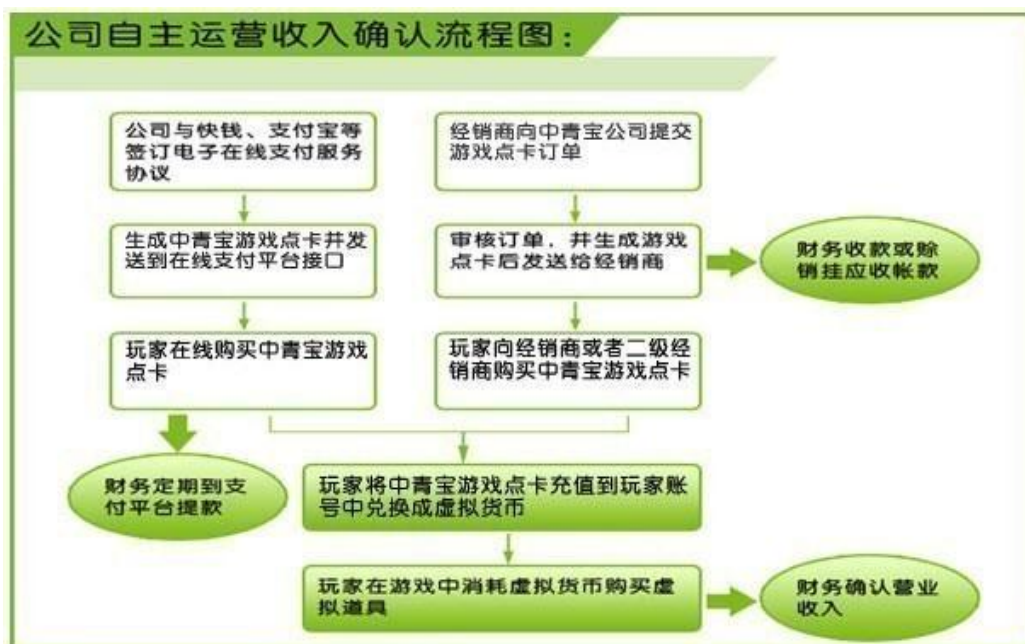 公司自主运营收入确认流程图：
公司与快钱、支付宝等
签订电子在线支付服务
协议
经销商向中青宝公司提交
游戏点卡订单
生成中青宝游戏点卡并发
送到在线支付平台接口
审核订单，并生成游戏
点卡后发送给经销商
财务收款或赊
销挂应收帐款
玩家在线购买中青宝游戏
点卡
玩家向经销商或者二级经
销商购买中青宝游戏点卡
财务定期到支
付平台提款
玩家将中青宝游戏点卡充值到玩家账
号中兑换成虚拟货币
玩家在游戏中消耗虚拟货币购买虚
拟道具
财务确认营业
收入